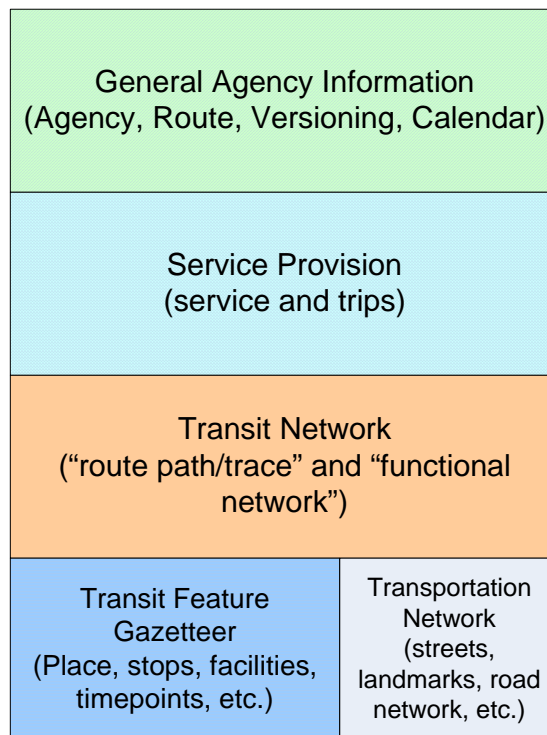 General Agency Information
(Agency, Route, Versioning, Calendar)
Service Provision
(service and trips)
Transit Network
(“route path/trace” and “functional
network”)
Transit Feature
Gazetteer
(Place, stops, facilities,
timepoints, etc.)
Transportation
Network
(streets,
landmarks, road
network, etc.)